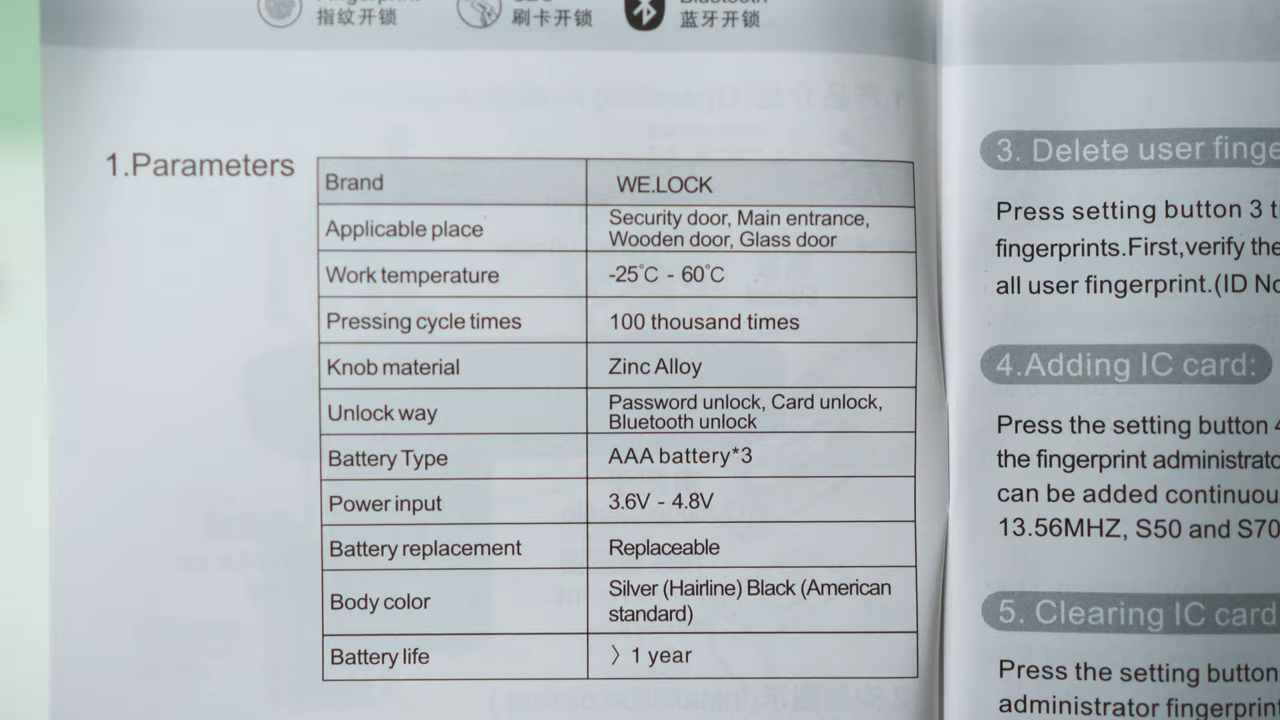 指纹开锁
刷卡开锁
蓝牙开锁
1.Parameters
Brand
WE.LOCK
Applicable place
Security door, Main entrance,
Wooden door, Glass door
Work temperature
-25°C - 60°C
Pressing cycle times
100 thousand times
Knob material
Zinc Alloy
Unlock way
Password unlock, Card unlock,
Bluetooth unlock
Battery Type
AAA battery*3
Power input
3.6V - 4.8V
Battery replacement
Replaceable
Body color
Silver (Hairline) Black (American
standard)
Battery life
〉1 year
3. Delete user finge
Press setting button 3 ti
fingerprints.First,verify the
all user fingerprint.(ID No
4.Adding IC card:
Press the setting button 4
the fingerprint administrato
can be added continuou
13.56MHZ, S50 and S70
5. Clearing IC card
Press the setting button
administrator fingerprin